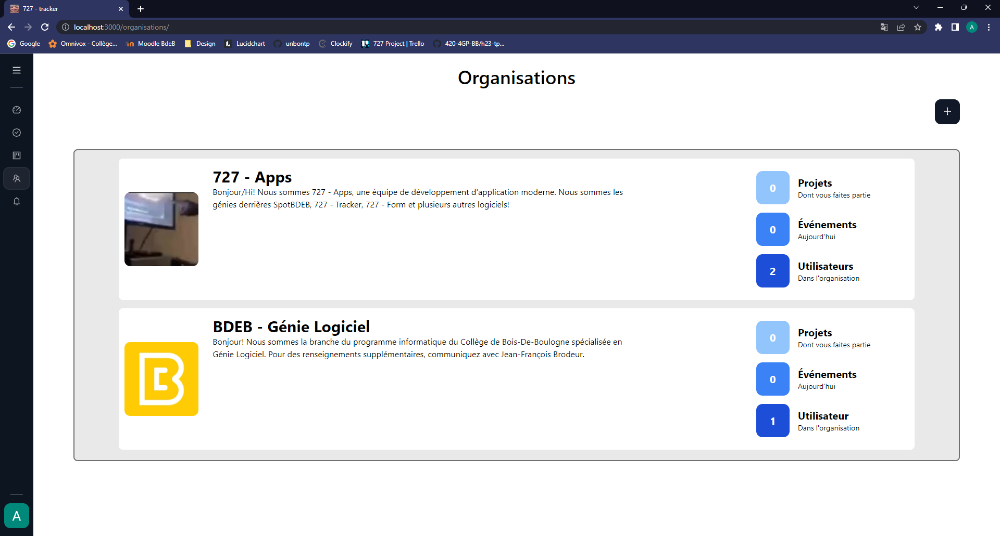 727 - tracker
localhost:3000/organisations/
A
Google
Omnivox - Collège...
Moodle BdeB
Design
Lucidchart
unbontp
Clockify
727 Project | Trello
420-4GP-BB/h23-tp...
Organisations
+
727 - Apps
Bonjour/Hi! Nous sommes 727 - Apps, une équipe de développement d'application moderne. Nous sommes les
génies derrières SpotBDEB, 727 - Tracker, 727 - Form et plusieurs autres logiciels!
0
Projets
Dont vous faites partie
0
Événements
Aujourd'hui
2
Utilisateurs
Dans l'organisation
BDEB - Génie Logiciel
Bonjour! Nous sommes la branche du programme informatique du Collège de Bois-De-Boulogne spécialisée en
Génie Logiciel. Pour des renseignements supplémentaires, communiquez avec Jean-François Brodeur.
B
0
Projets
Dont vous faites partie
0
Événements
Aujourd'hui
1
Utilisateur
Dans l'organisation
A